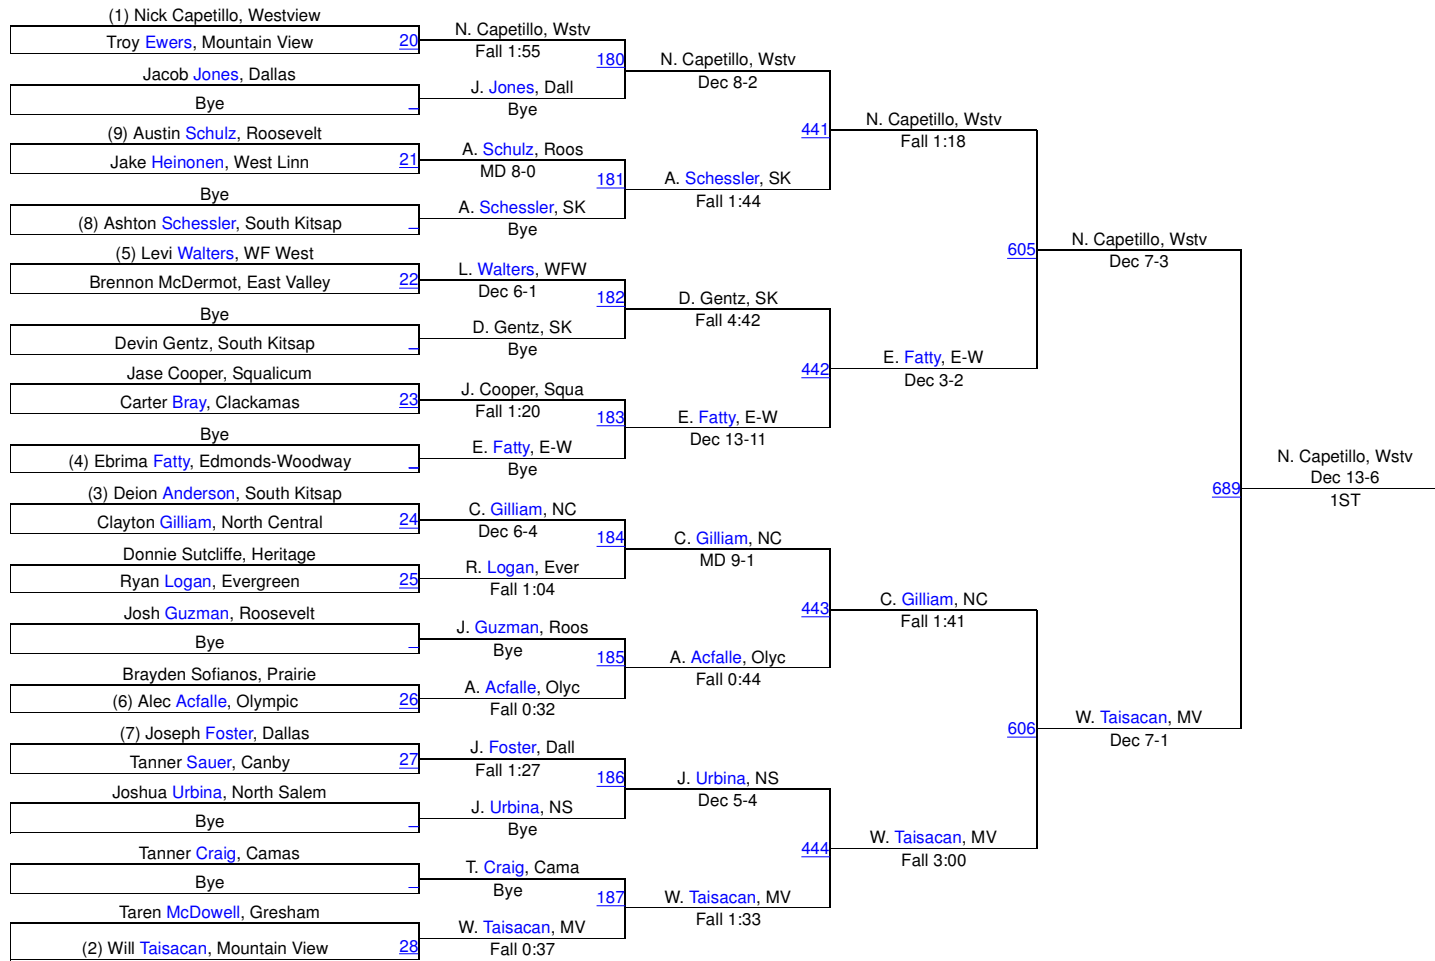 (1) Nick Capetillo, Westview
Troy Ewers, Mountain View 20
Jacob Jones, Dallas
Bye
(9) Austin Schulz, Roosevelt
Jake Heinonen, West Linn 21
Bye
(8) Ashton Schessler, South Kitsap
(5) Levi Walters, WF West
Brennon McDermot, East Valley 22
Bye
Devin Gentz, South Kitsap
Jase Cooper, Squalicum
Carter Bray, Clackamas 23
Bye
(4) Ebrima Fatty, Edmonds-Woodway
(3) Deion Anderson, South Kitsap
Clayton Gilliam, North Central 24
Donnie Sutcliffe, Heritage
Ryan Logan, Evergreen 25
Josh Guzman, Roosevelt
Bye
Brayden Sofianos, Prairie
(6) Alec Acfalle, Olympic 26
(7) Joseph Foster, Dallas
Tanner Sauer, Canby 27
Joshua Urbina, North Salem
Bye
Tanner Craig, Camas
Bye
Taren McDowell, Gresham
(2) Will Taisacan, Mountain View 28
N. Capetillo, Wstv
Fall 1:55
180
J. Jones, Dall
Bye
A. Schulz, Roos
MD 8-0
181
A. Schessler, SK
Bye
L. Walters, WFW
Dec 6-1
182
D. Gentz, SK
Bye
J. Cooper, Squa
Fall 1:20
183
E. Fatty, E-W
Bye
C. Gilliam, NC
Dec 6-4
184
R. Logan, Ever
Fall 1:04
J. Guzman, Roos
Bye
185
A. Acfalle, Olyc
Fall 0:32
J. Foster, Dall
Fall 1:27
186
J. Urbina, NS
Bye
T. Craig, Cama
Bye
187
W. Taisacan, MV
Fall 0:37
N. Capetillo, Wstv
Dec 8-2
441
A. Schessler, SK
Fall 1:44
D. Gentz, SK
Fall 4:42
442
E. Fatty, E-W
Dec 13-11
C. Gilliam, NC
MD 9-1
443
A. Acfalle, Olyc
Fall 0:44
J. Urbina, NS
Dec 5-4
444
W. Taisacan, MV
Fall 1:33
N. Capetillo, Wstv
Fall 1:18
605
E. Fatty, E-W
Dec 3-2
C. Gilliam, NC
Fall 1:41
606
W. Taisacan, MV
Fall 3:00
N. Capetillo, Wstv
Dec 7-3
689
W. Taisacan, MV
Dec 7-1
N. Capetillo, Wstv
Dec 13-6
1ST